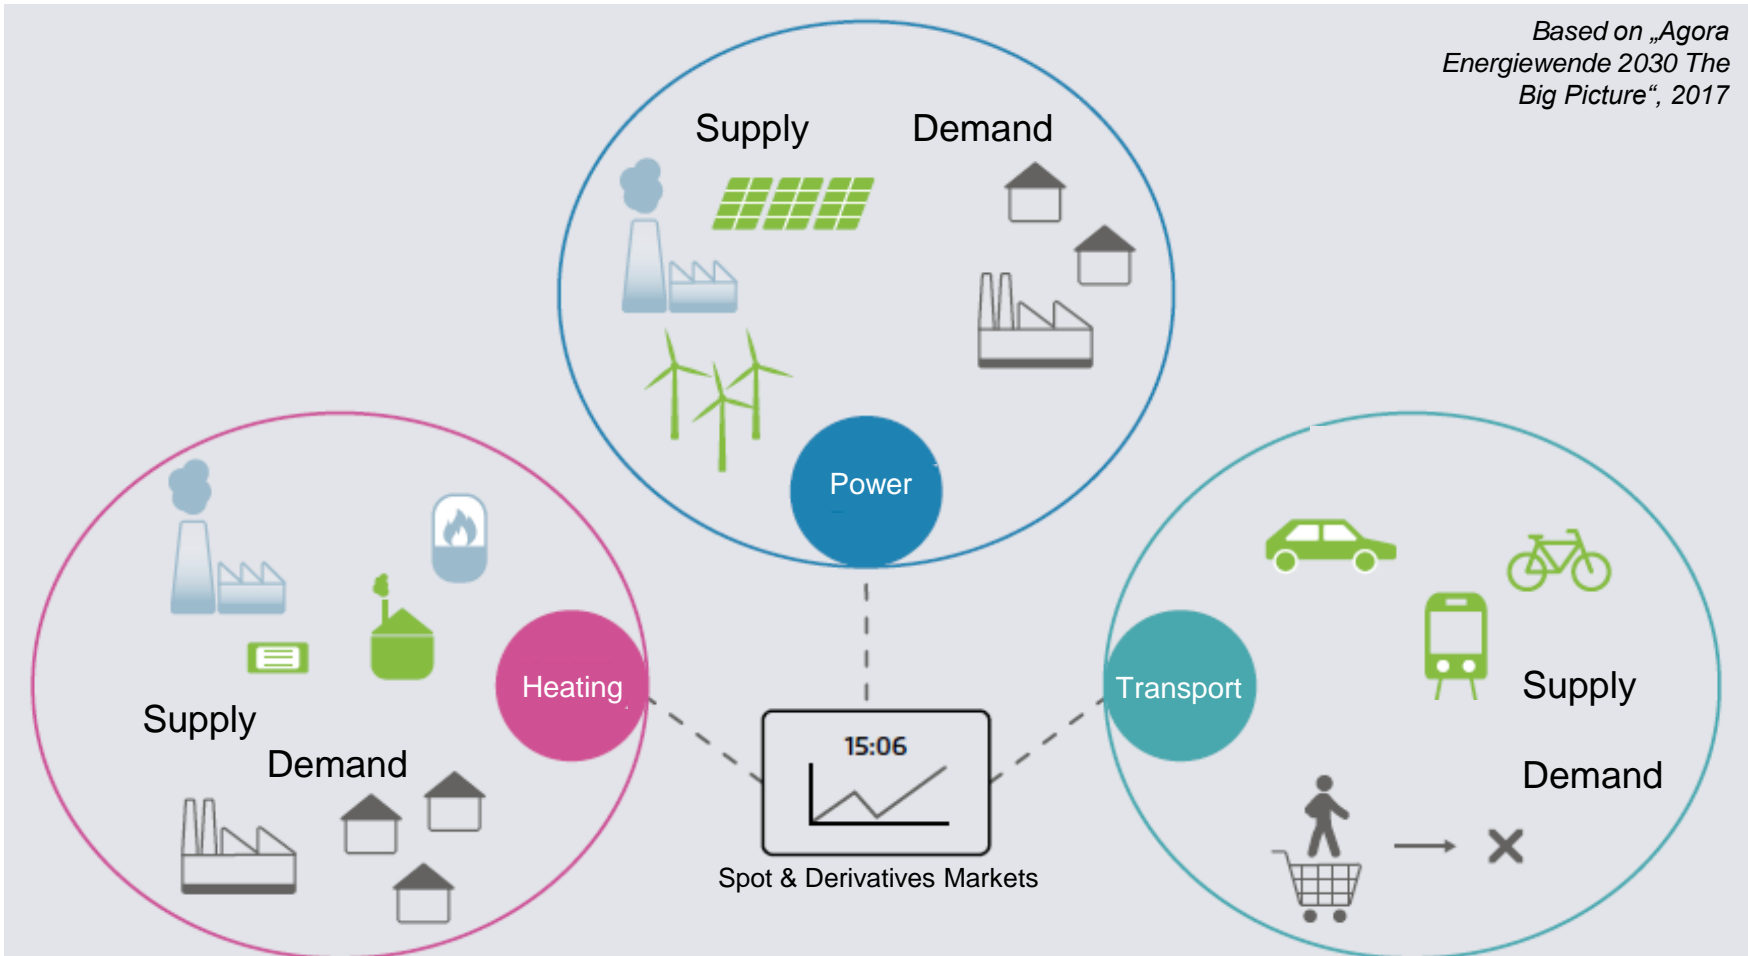 Based on „Agora
Energiewende 2030 The
Big Picture“, 2017
Supply
Demand
Power
Heating
Supply
Demand
Transport
Supply
Demand
15:06
Spot & Derivatives Markets